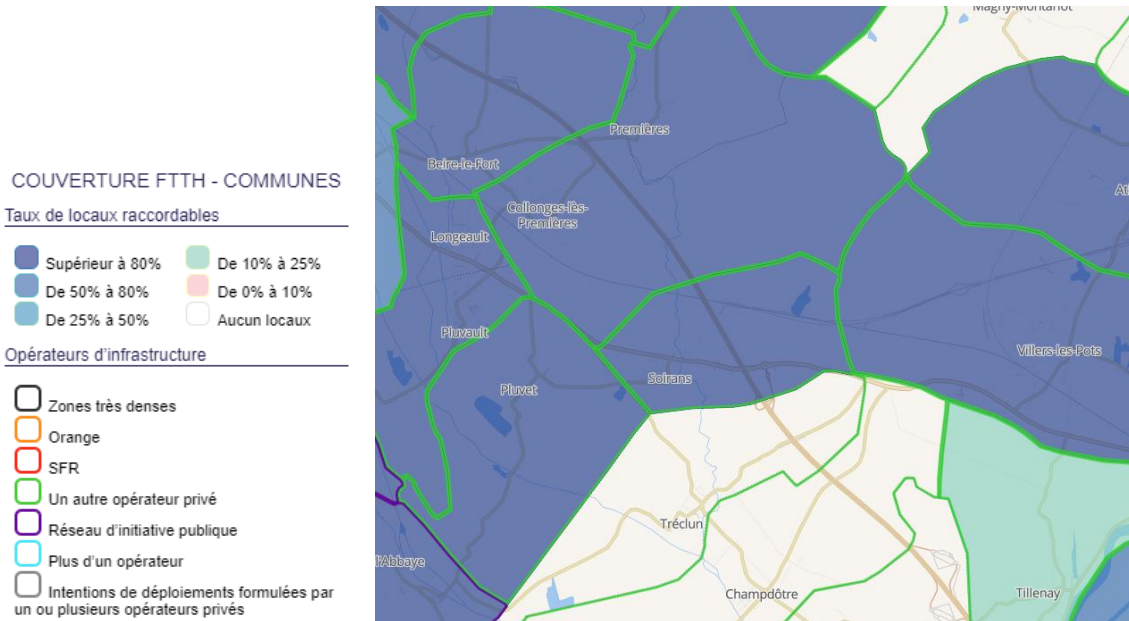 COUVERTURE FTTH - COMMUNES
Taux de locaux raccordables
Supérieur à 80%
De 10% à 25%
De 50% à 80%
De 0% à 10%
De 25% à 50%
Aucun locaux
Opérateurs d'infrastructure
Zones très denses
Orange
SFR
Un autre opérateur privé
Réseau d'initiative publique
Plus d'un opérateur
Intentions de déploiements formulées par
un ou plusieurs opérateurs privés
Magny-Montarlot
Premières
Beire-le-Fort
Collonges-lès-
Premières
Longeault
Pluvault
Villers-les-Pots
Soirans
Pluvet
Tréclun
l'Abbaye
Champdôtre
Tillenay